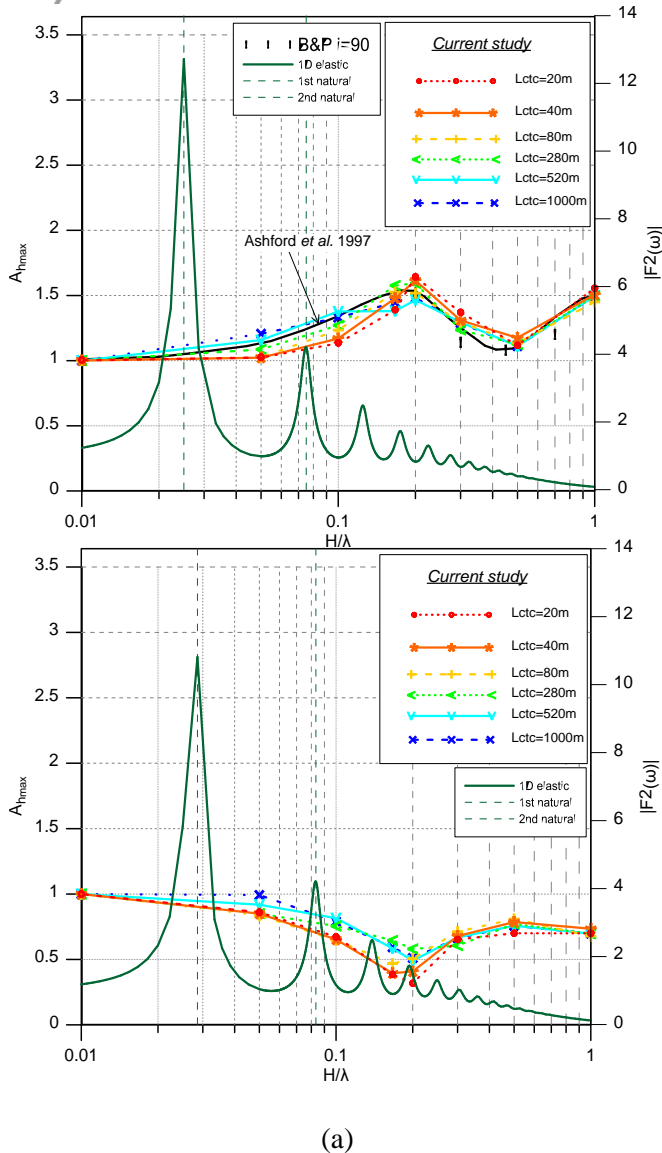 3.5
3
2.5
2
1.5
1
0.5
0
A hmax
14
12
10
8
6
4
2
0
|F2(ω)|
B&P i=90
1D elastic
1st natural
2nd natural
Current study
Lctc=20m
Lctc=40m
Lctc=80m
Lctc=280m
Lctc=520m
Lctc=1000m
Ashford et al. 1997
0.01
0.1
1
H/λ
3.5
3
2.5
2
1.5
1
0.5
0
A hmax
14
12
10
8
6
4
2
0
|F2(ω)|
Current study
Lctc=20m
Lctc=40m
Lctc=80m
Lctc=280m
Lctc=520m
Lctc=1000m
1D elastic
1st natural
2nd natural
0.01
0.1
1
H/λ
(a)